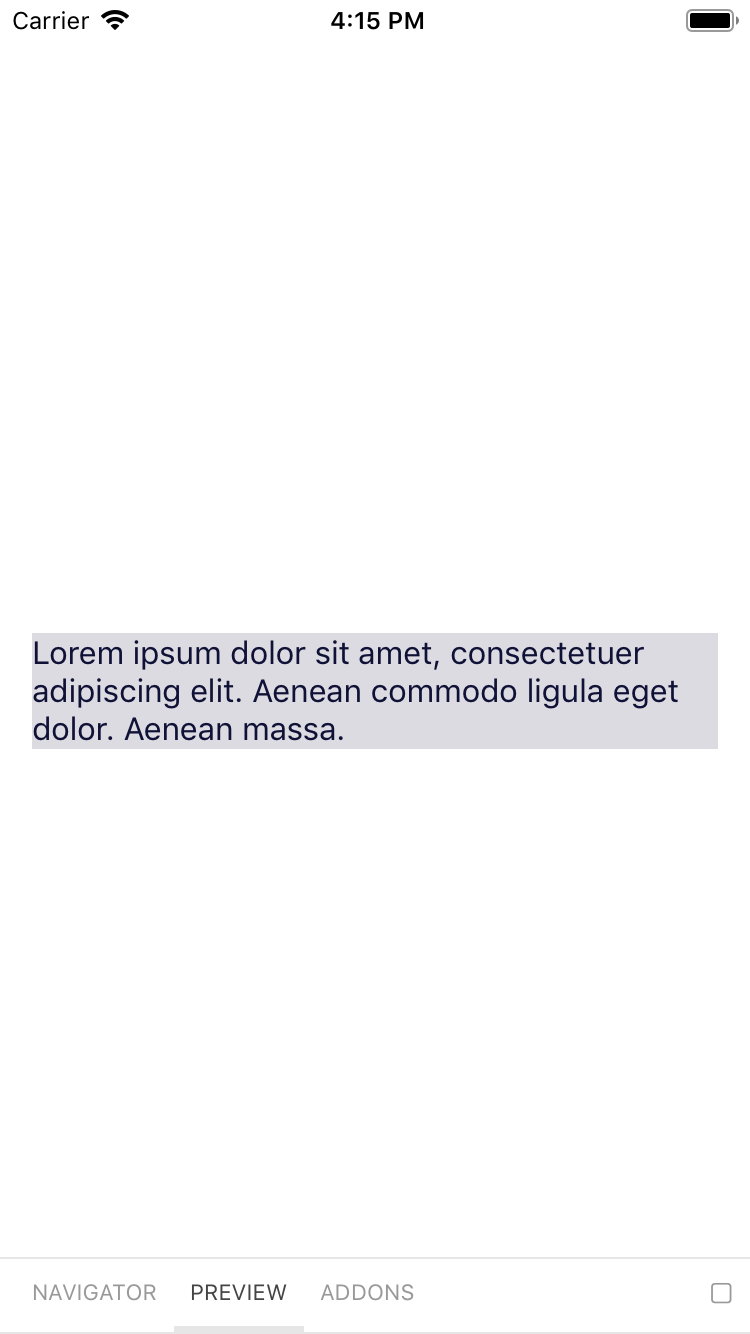 Carrier 4:15 PM
Lorem ipsum dolor sit amet, consectetuer
adipiscing elit. Aenean commodo ligula eget
dolor. Aenean massa.
NAVIGATOR PREVIEW ADDONS